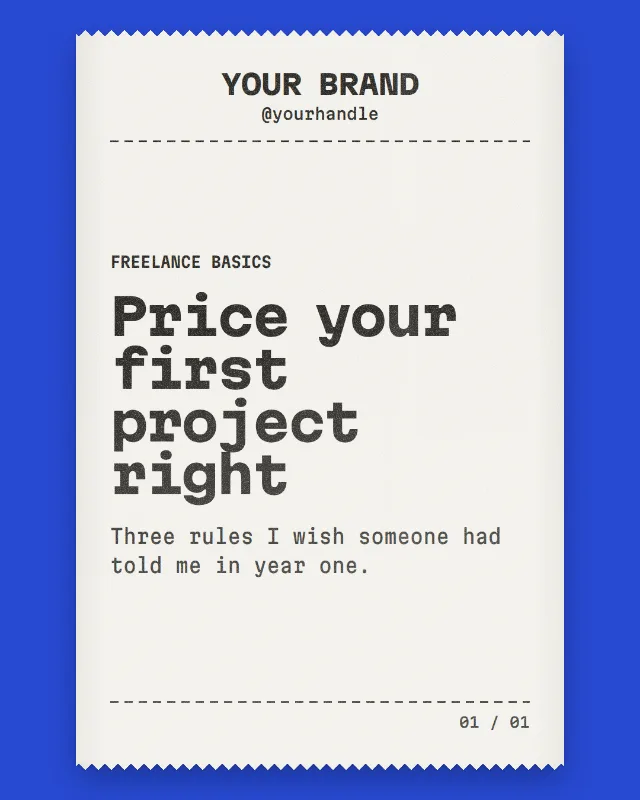 YOUR BRAND
@yourhandle
FREELANCE BASICS
Price your
first
project
right
Three rules I wish someone had
told me in year one.
01 / 01